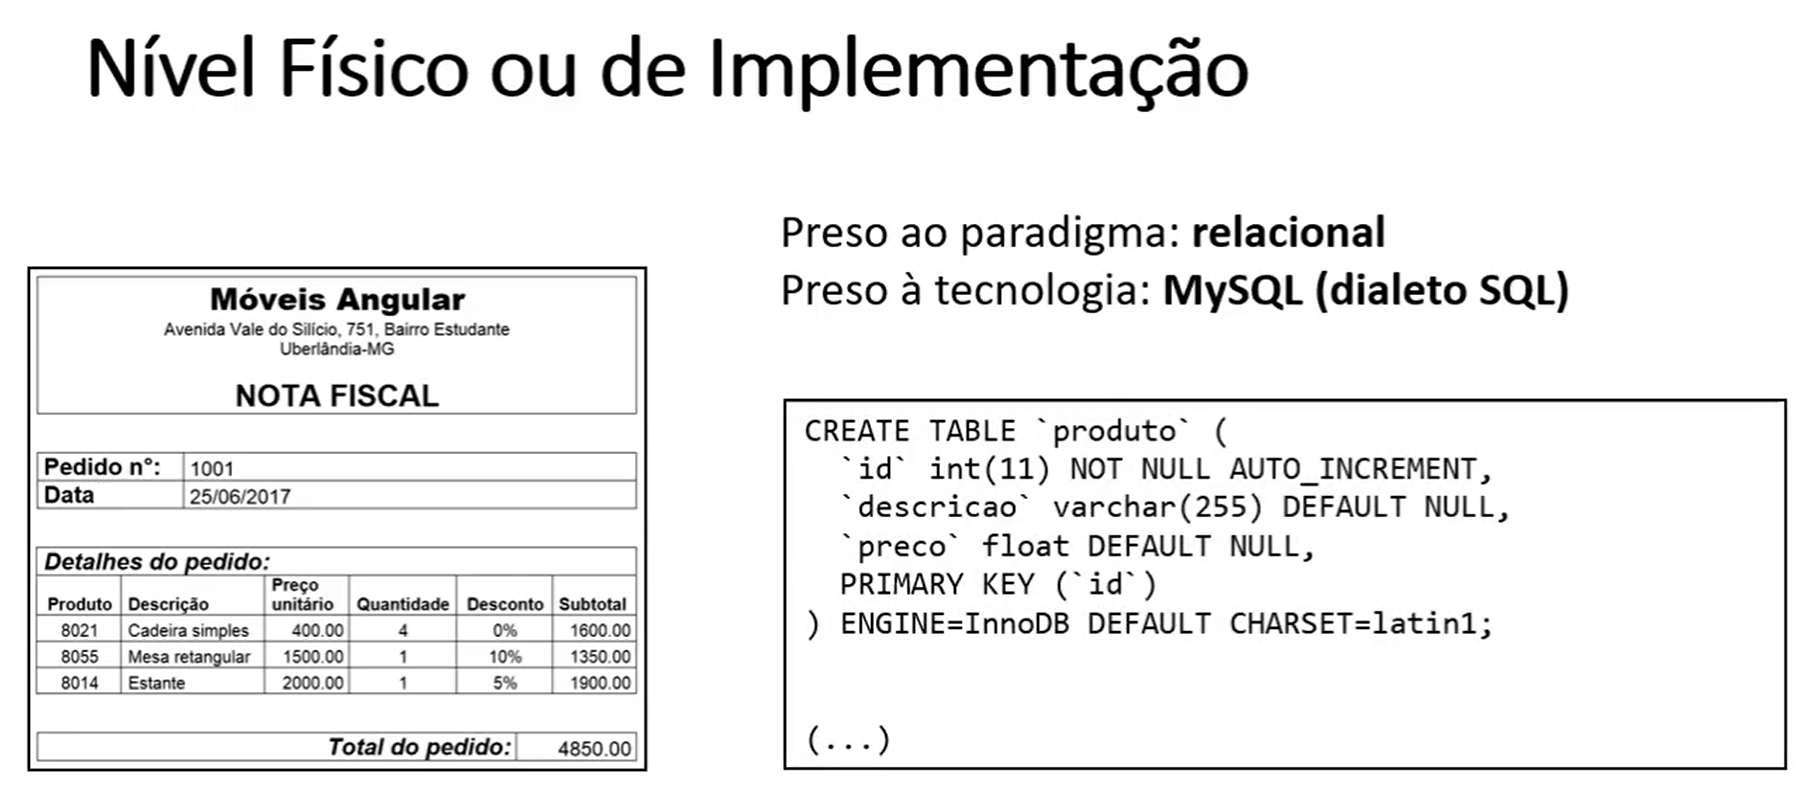 Nível Físico ou de Implementação
Preso ao paradigma: relacional
Preso à tecnologia: MySQL (dialeto SQL)
Móveis Angular
Avenida Vale do Silício, 751, Bairro Estudante
Uberlândia-MG
NOTA FISCAL
Pedido n°: 1001
Data 25/06/2017
Detalhes do pedido:
Produto Descrição Preço unitário Quantidade Desconto Subtotal
8021 Cadeira simples 400.00 4 0% 1600.00
8055 Mesa retangular 1500.00 1 10% 1350.00
8014 Estante 2000.00 1 5% 1900.00
Total do pedido: 4850.00
CREATE TABLE `produto` (
`id` int(11) NOT NULL AUTO_INCREMENT,
`descricao` varchar(255) DEFAULT NULL,
`preco` float DEFAULT NULL,
PRIMARY KEY (`id`)
) ENGINE=InnoDB DEFAULT CHARSET=latin1;
(...)